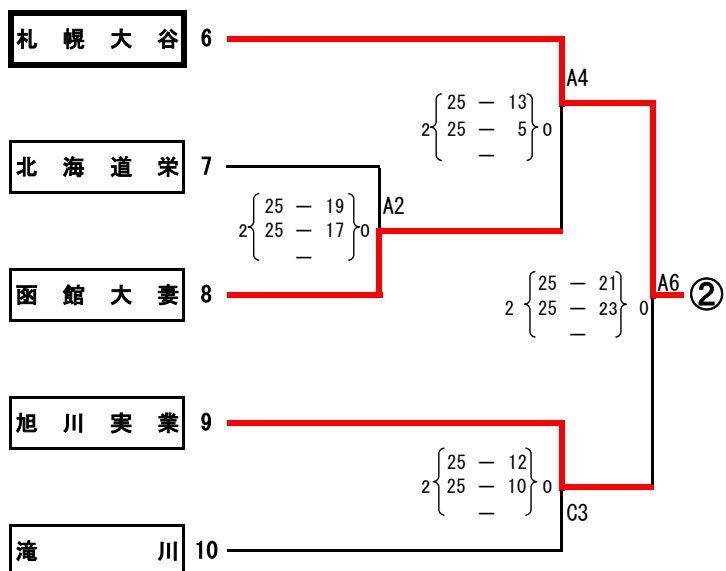 札幌大谷 6
A4
25 ― 13
2 25 ― 5 0
―
北海道栄 7
A2
25 ― 19
2 25 ― 17 0
―
函館大妻 8
A6 ②
25 ― 21
2 25 ― 23 0
―
旭川実業 9
25 ― 12
2 25 ― 10 0
―
C3
滝川 10